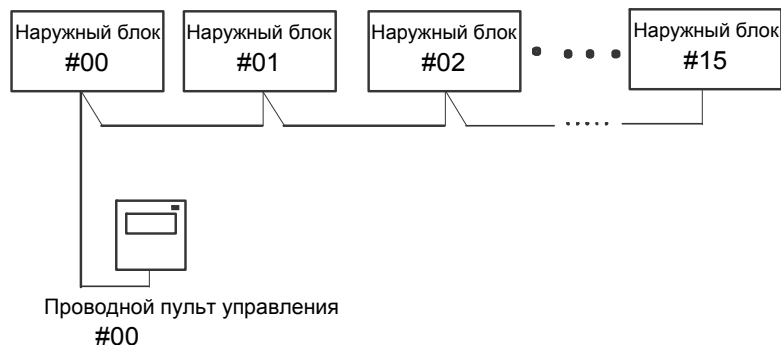 Наружный блок
#00
Наружный блок
#01
Наружный блок
#02
Наружный блок
#15
Проводной пульт управления
#00